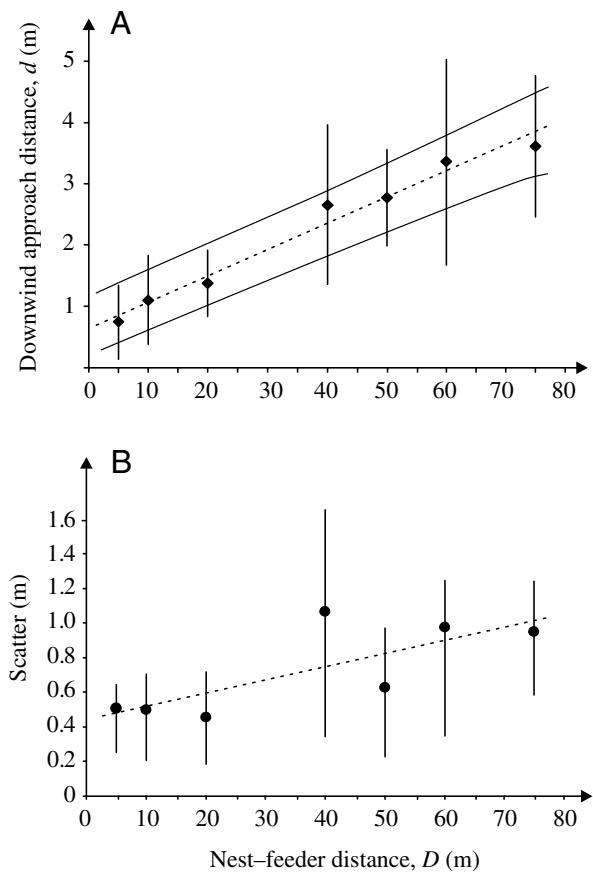 A
Downwind approach distance, d (m)
5
4
3
2
1
0 10 20 30 40 50 60 70 80
B
Scatter (m)
1.6
1.4
1.2
1.0
0.8
0.6
0.4
0.2
0
0 10 20 30 40 50 60 70 80
Nest–feeder distance, D (m)